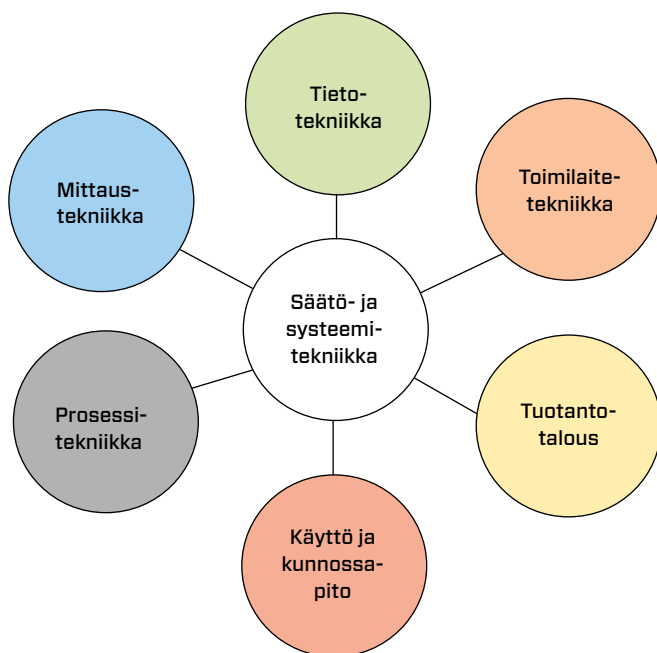 Tieto-
tekniikka
Toimilaite-
tekniikka
Mittaus-
tekniikka
Säätö- ja
systeemi-
tekniikka
Prosessi-
tekniikka
Tuotanto-
talous
Käyttö ja
kunnossa-
pito